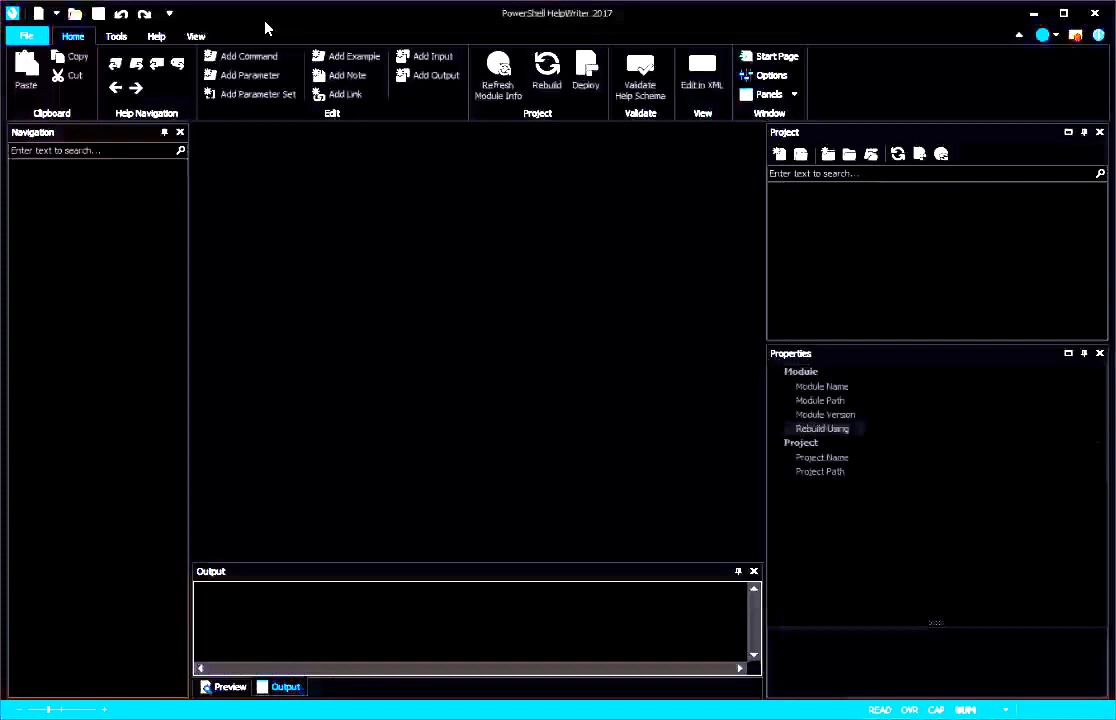 PowerShell HelpWriter 2017
File Home Tools Help View
Paste
Copy
Cut
Clipboard
Help Navigation
Add Command
Add Parameter
Add Parameter Set
Add Example
Add Note
Add Link
Add Input
Add Output
Edit
Refresh
Module Info
Rebuild
Deploy
Project
Validate
Help Schema
Validate
Edit in XML
View
Start Page
Options
Panels
Window
Navigation
Enter text to search...
Project
Enter text to search...
Properties
Module
Module Name
Module Path
Module Version
Rebuild Using
Project
Project Name
Project Path
Output
Preview
Output
READ OVR CAP NUM